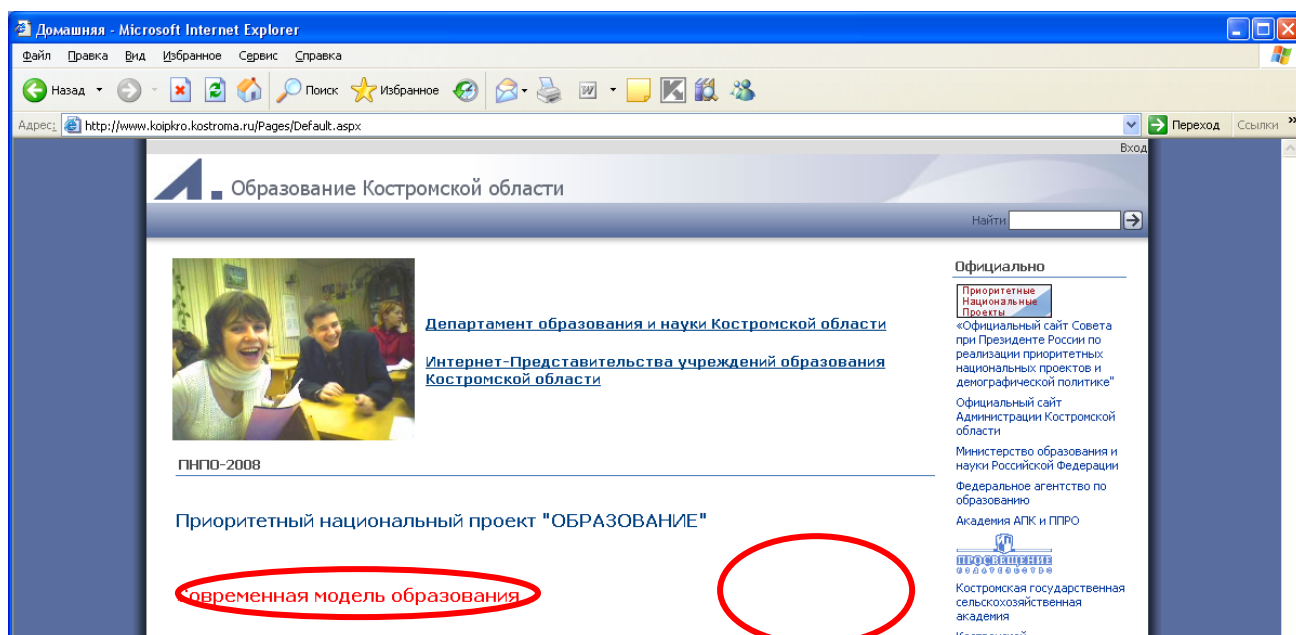 Домашняя - Microsoft Internet Explorer
Файл Правка Вид Избранное Сервис Справка
Назад Поиск Избранное
Адрес: http://www.koipkro.kostroma.ru/Pages/Default.aspx Переход Ссылки »
Вход
Образование Костромской области
Найти
Официально
Приоритетные
Национальные
Проекты
«Официальный сайт Совета
при Президенте России по
реализации приоритетных
национальных проектов и
демографической политике"
Официальный сайт
Администрации Костромской
области
Министерство образования и
науки Российской Федерации
Федеральное агентство по
образованию
Академия АПК и ППРО
ПРОСВЕЩЕНИЕ
ИЗДАТЕЛЬСТВО
Костромская государственная
сельскохозяйственная
академия
Департамент образования и науки Костромской области
Интернет-Представительства учреждений образования
Костромской области
ПНПО-2008
Приоритетный национальный проект "ОБРАЗОВАНИЕ"
Современная модель образования